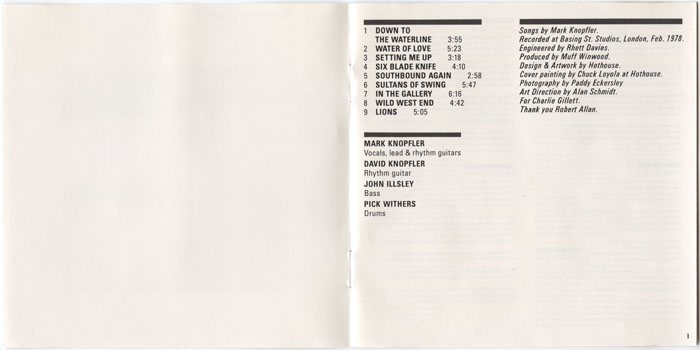 1 DOWN TO
THE WATERLINE 3:55
2 WATER OF LOVE 5:23
3 SETTING ME UP 3:18
4 SIX BLADE KNIFE 4:10
5 SOUTHBOUND AGAIN 2:58
6 SULTANS OF SWING 5:47
7 IN THE GALLERY 6:16
8 WILD WEST END 4:42
9 LIONS 5:05
MARK KNOPFLER
Vocals, lead & rhythm guitars
DAVID KNOPFLER
Rhythm guitar
JOHN ILLSLEY
Bass
PICK WITHERS
Drums
Songs by Mark Knopfler.
Recorded at Basing St. Studios, London, Feb. 1978.
Engineered by Rhett Davies.
Produced by Muff Winwood.
Design & Artwork by Hothouse.
Cover painting by Chuck Loyola at Hothouse.
Photography by Paddy Eckersley
Art Direction by Alan Schmidt.
For Charlie Gillett.
Thank you Robert Allan.
1